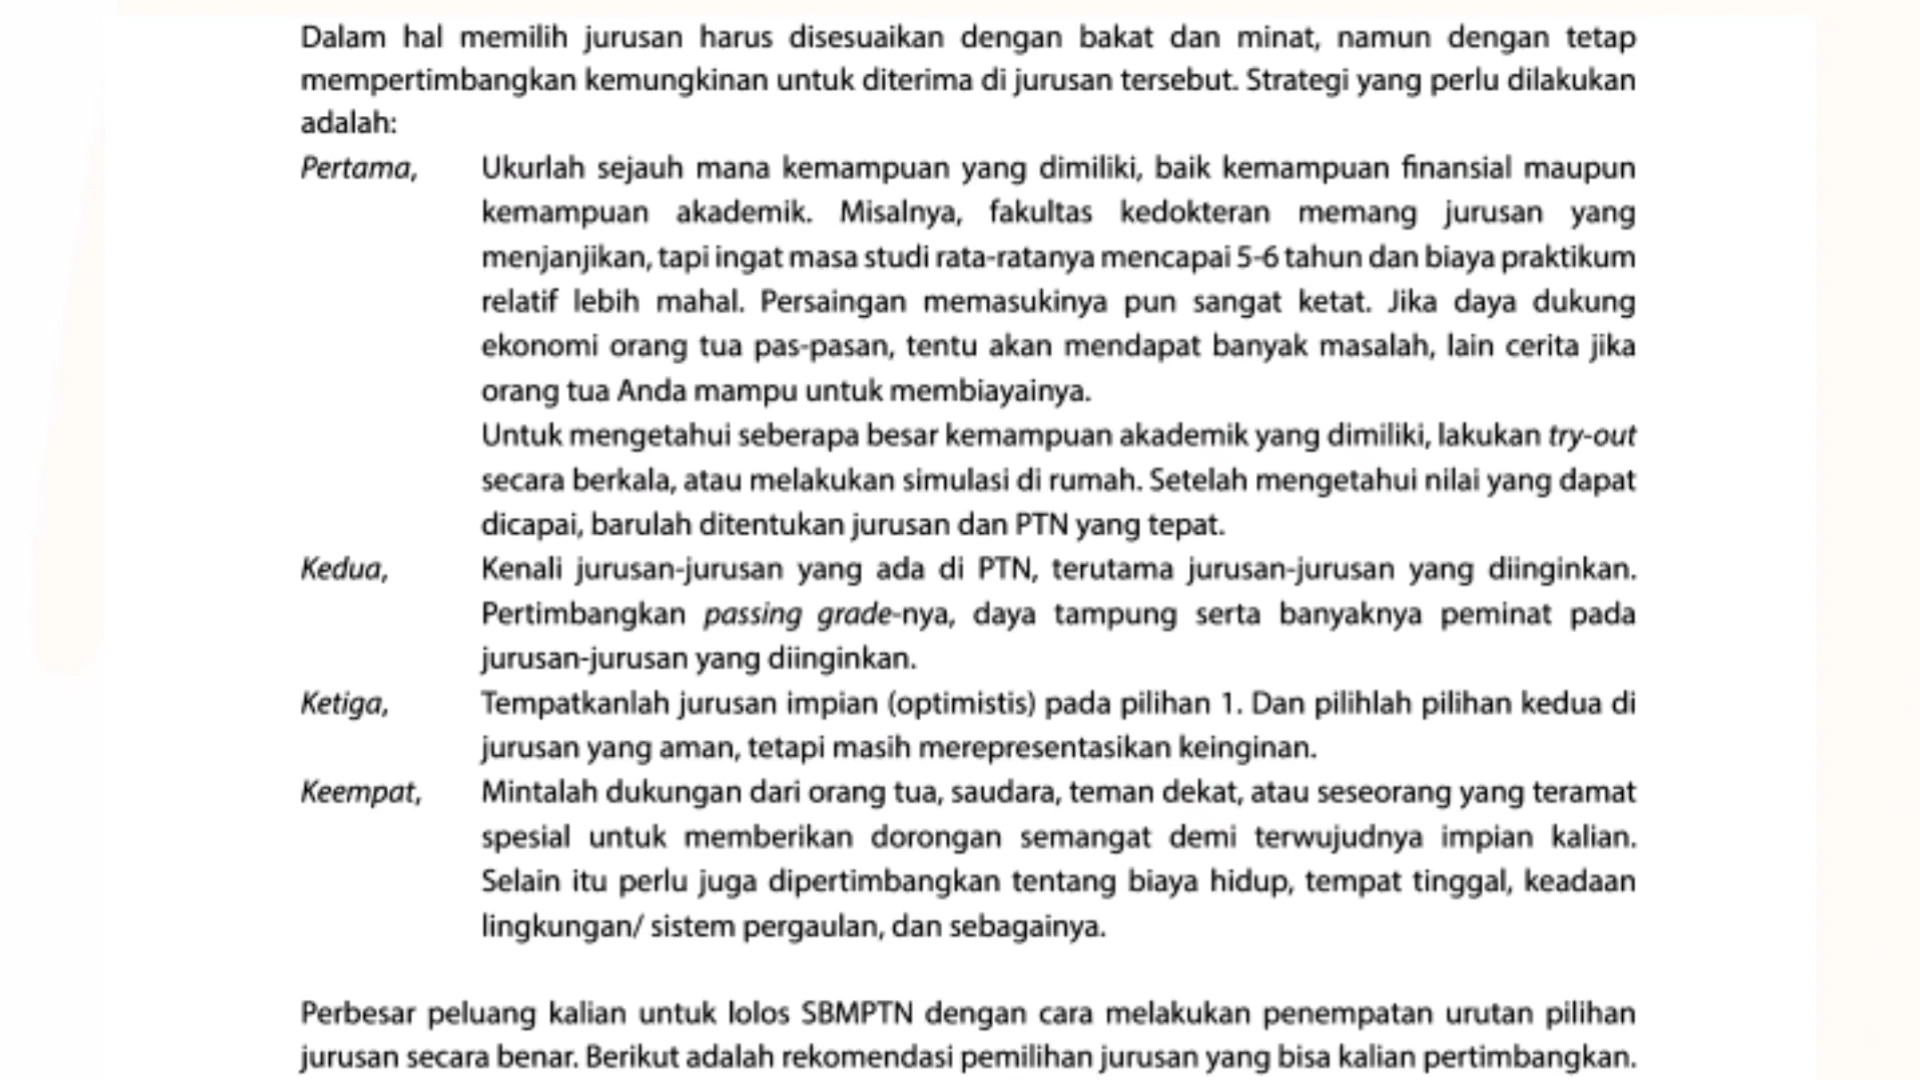 Dalam hal memilih jurusan harus disesuaikan dengan bakat dan minat, namun dengan tetap
mempertimbangkan kemungkinan untuk diterima di jurusan tersebut. Strategi yang perlu dilakukan
adalah:
Pertama, Ukurlah sejauh mana kemampuan yang dimiliki, baik kemampuan finansial maupun
kemampuan akademik. Misalnya, fakultas kedokteran memang jurusan yang
menjanjikan, tapi ingat masa studi rata-ratanya mencapai 5-6 tahun dan biaya praktikum
relatif lebih mahal. Persaingan memasukinya pun sangat ketat. Jika daya dukung
ekonomi orang tua pas-pasan, tentu akan mendapat banyak masalah, lain cerita jika
orang tua Anda mampu untuk membiayainya.
Untuk mengetahui seberapa besar kemampuan akademik yang dimiliki, lakukan try-out
secara berkala, atau melakukan simulasi di rumah. Setelah mengetahui nilai yang dapat
dicapai, barulah ditentukan jurusan dan PTN yang tepat.
Kedua, Kenali jurusan-jurusan yang ada di PTN, terutama jurusan-jurusan yang diinginkan.
Pertimbangkan passing grade-nya, daya tampung serta banyaknya peminat pada
jurusan-jurusan yang diinginkan.
Ketiga, Tempatkanlah jurusan impian (optimistis) pada pilihan 1. Dan pilihlah pilihan kedua di
jurusan yang aman, tetapi masih merepresentasikan keinginan.
Keempat, Mintalah dukungan dari orang tua, saudara, teman dekat, atau seseorang yang teramat
spesial untuk memberikan dorongan semangat demi terwujudnya impian kalian.
Selain itu perlu juga dipertimbangkan tentang biaya hidup, tempat tinggal, keadaan
lingkungan/ sistem pergaulan, dan sebagainya.
Perbesar peluang kalian untuk lolos SBMPTN dengan cara melakukan penempatan urutan pilihan
jurusan secara benar. Berikut adalah rekomendasi pemilihan jurusan yang bisa kalian pertimbangkan.